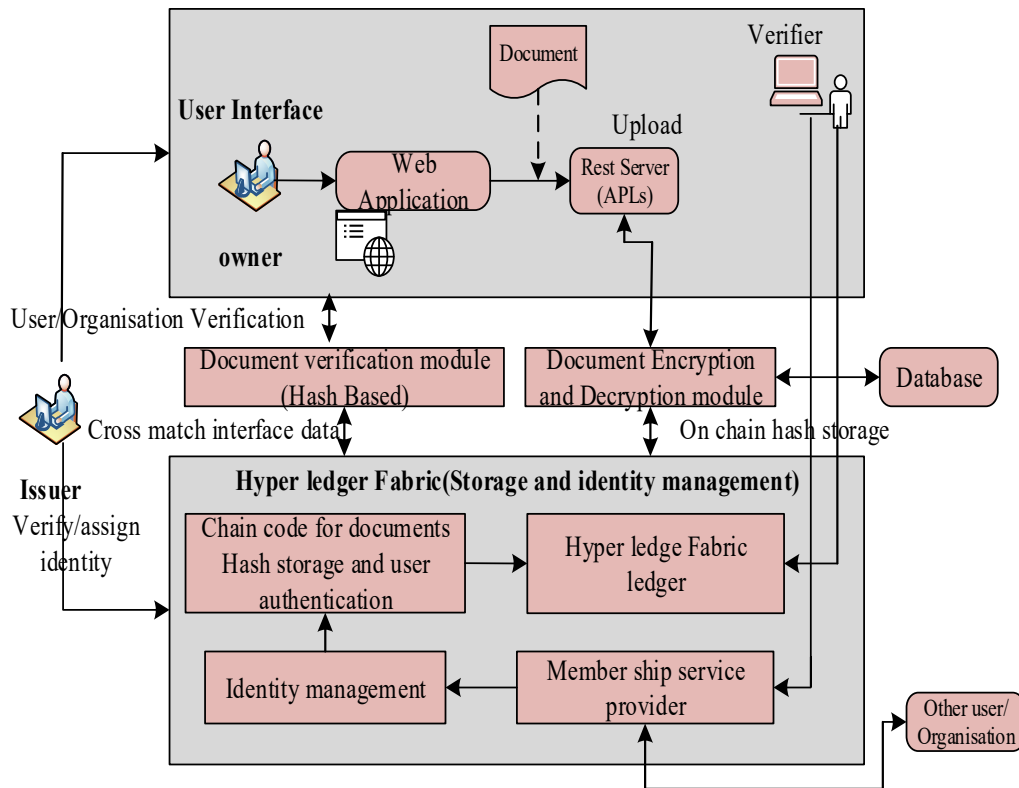 Verifier
Document
User Interface
Upload
Web
Application
Rest Server
(APLs)
owner
User/Organisation Verification
Document verification module
(Hash Based)
Document Encryption
and Decryption module
Database
Cross match interface data
On chain hash storage
Issuer
Verify/assign
identity
Hyper ledger Fabric(Storage and identity management)
Chain code for documents
Hash storage and user
authentication
Hyper ledge Fabric
ledger
Identity management
Member ship service
provider
Other user/
Organisation